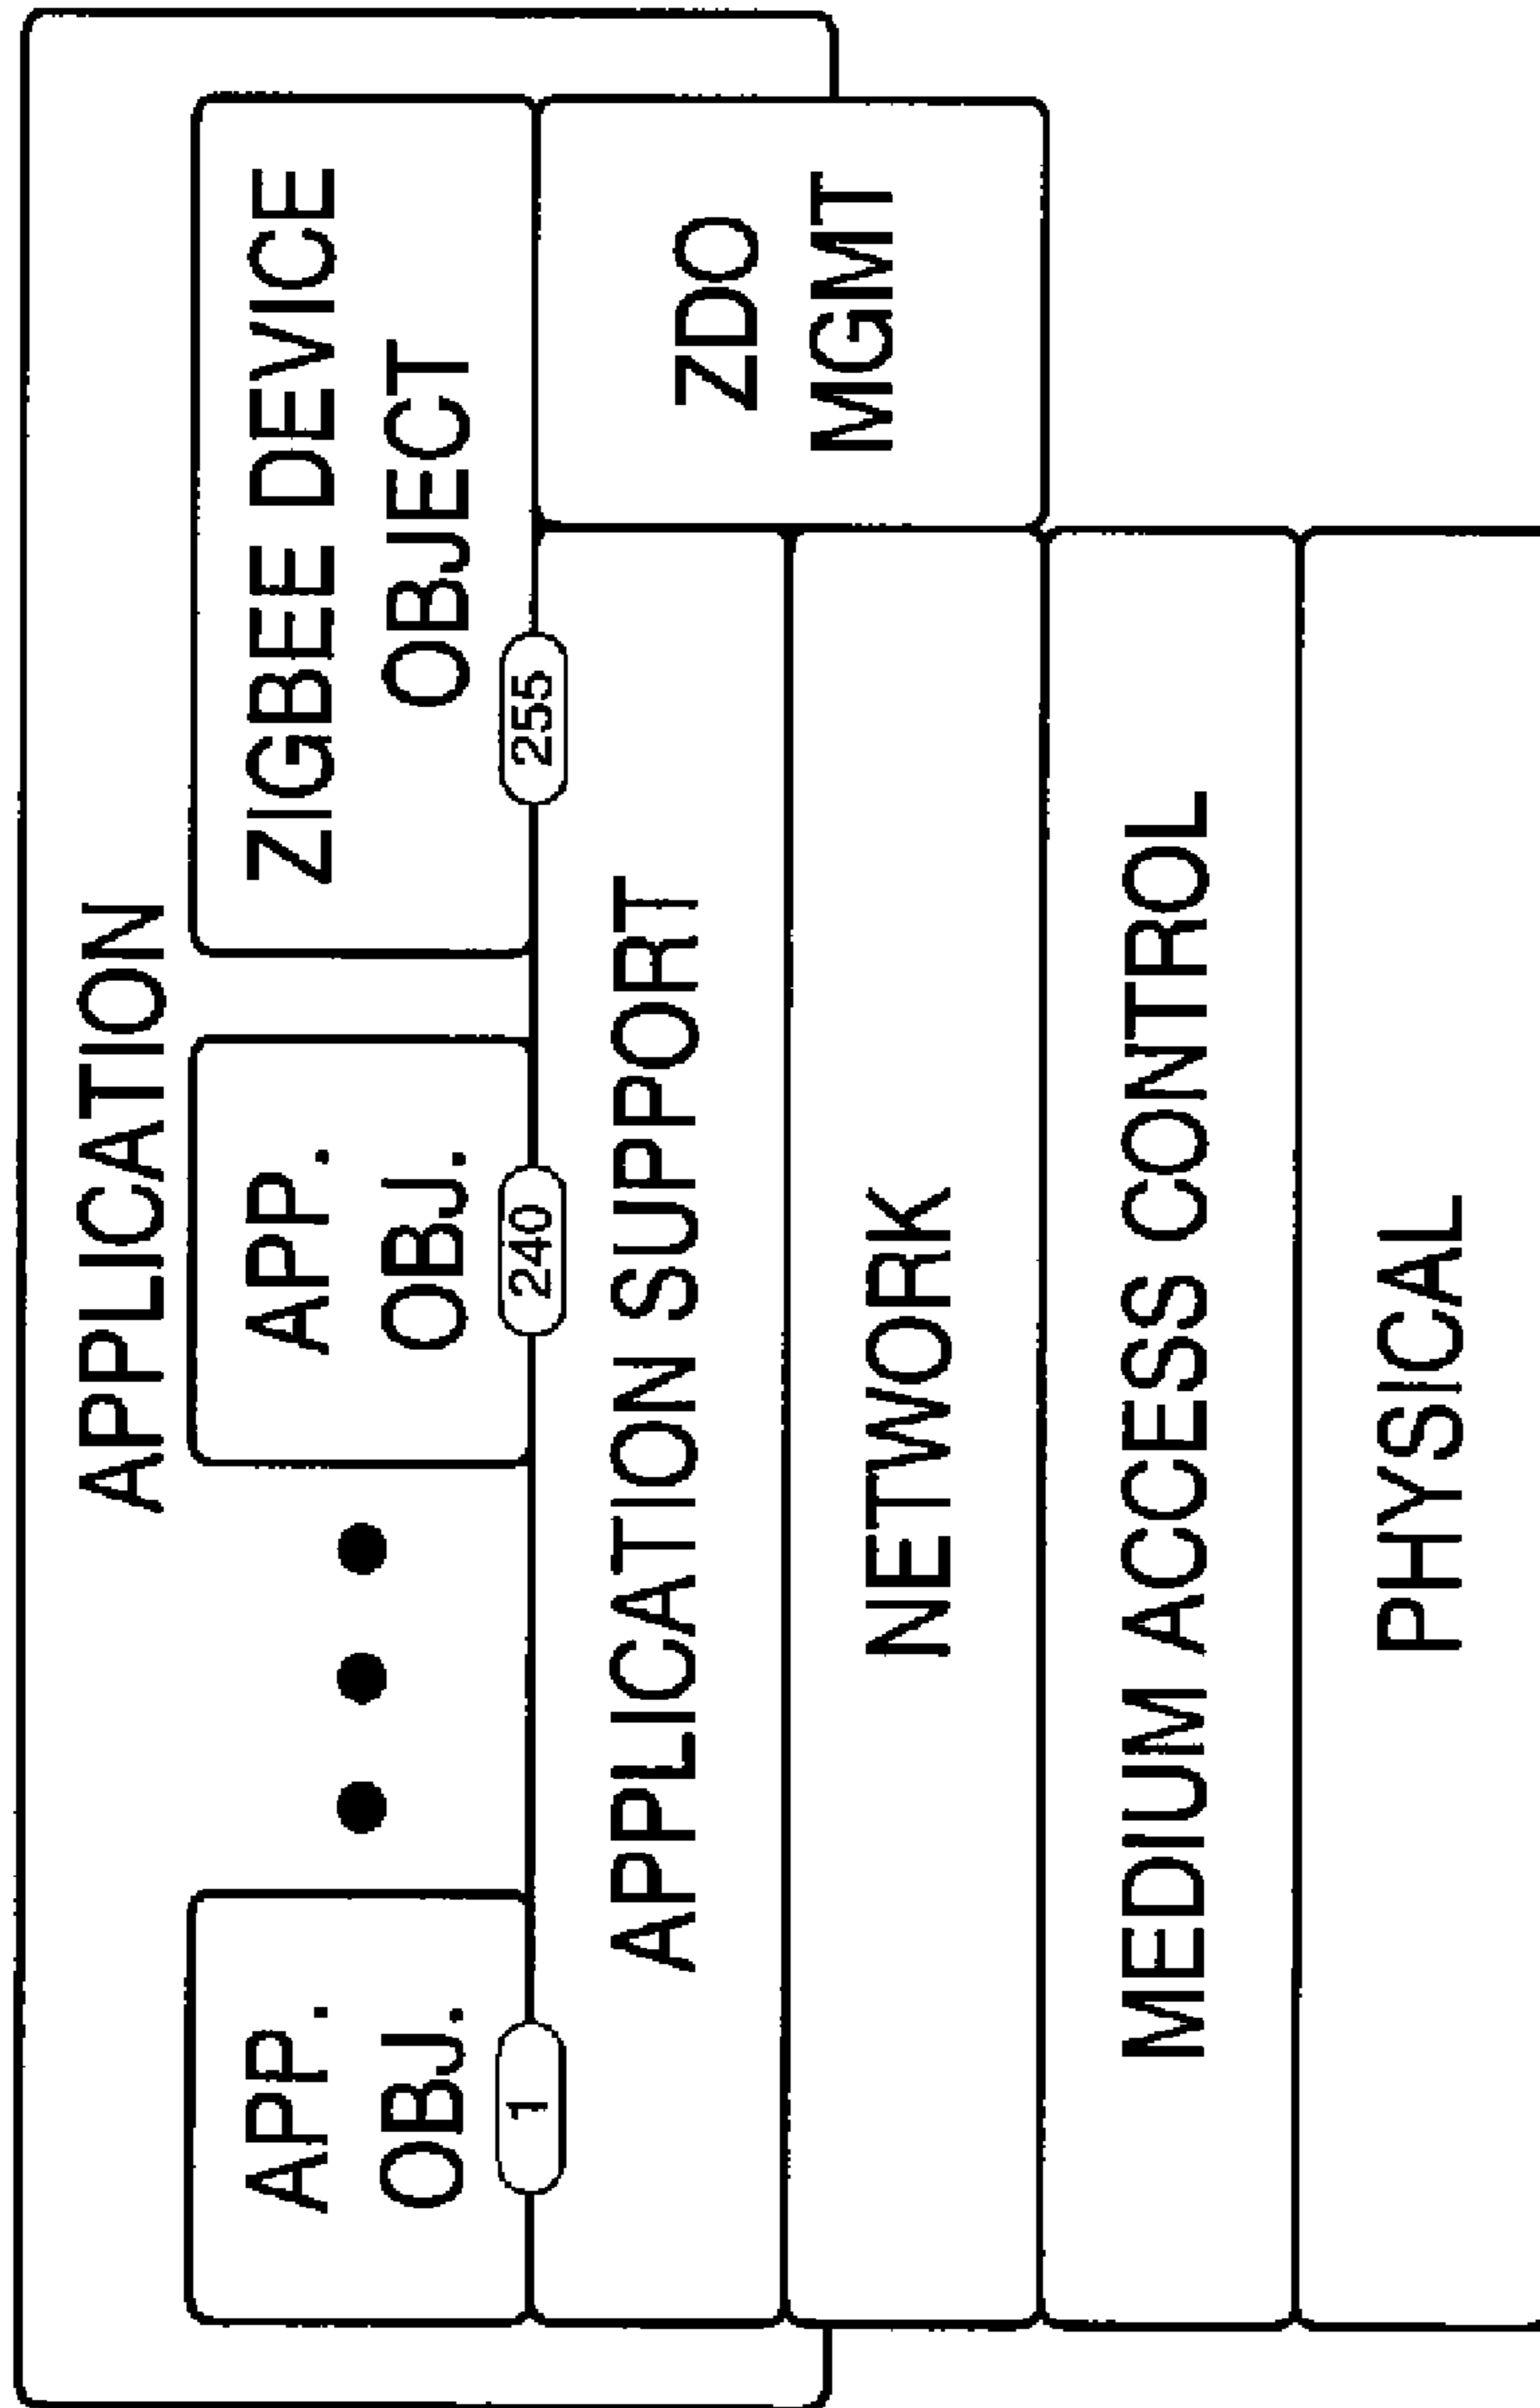 APPLICATION
APP.
OBJ.
1
APP.
OBJ.
240
ZIGBEE DEVICE
OBJECT
255
APPLICATION SUPPORT
ZDO
MGMT
NETWORK
MEDIUM ACCESS CONTROL
PHYSICAL